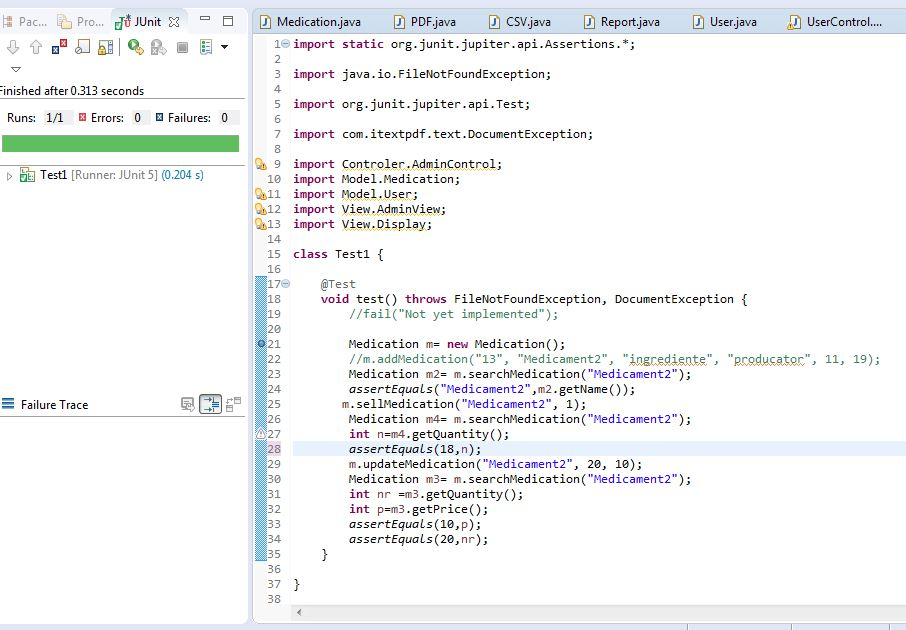 Pac... Pro... JUnit
Finished after 0.313 seconds
Runs: 1/1 Errors: 0 Failures: 0
Test1 [Runner: JUnit 5] (0.204 s)
Failure Trace
Medication.java PDF.java CSV.java Report.java User.java UserControl....
1 import static org.junit.jupiter.api.Assertions.*;
2
3 import java.io.FileNotFoundException;
4
5 import org.junit.jupiter.api.Test;
6
7 import com.itextpdf.text.DocumentException;
8
9 import Controler.AdminControl;
10 import Model.Medication;
11 import Model.User;
12 import View.AdminView;
13 import View.Display;
14
15 class Test1 {
16
17 @Test
18 void test() throws FileNotFoundException, DocumentException {
19 //fail("Not yet implemented");
20
21 Medication m= new Medication();
22 //m.addMedication("13", "Medicament2", "ingrediente", "producator", 11, 19);
23 Medication m2= m.searchMedication("Medicament2");
24 assertEquals("Medicament2",m2.getName());
25 m.sellMedication("Medicament2", 1);
26 Medication m4= m.searchMedication("Medicament2");
27 int n=m4.getQuantity();
28 assertEquals(18,n);
29 m.updateMedication("Medicament2", 20, 10);
30 Medication m3= m.searchMedication("Medicament2");
31 int nr =m3.getQuantity();
32 int p=m3.getPrice();
33 assertEquals(10,p);
34 assertEquals(20,nr);
35 }
36
37 }
38